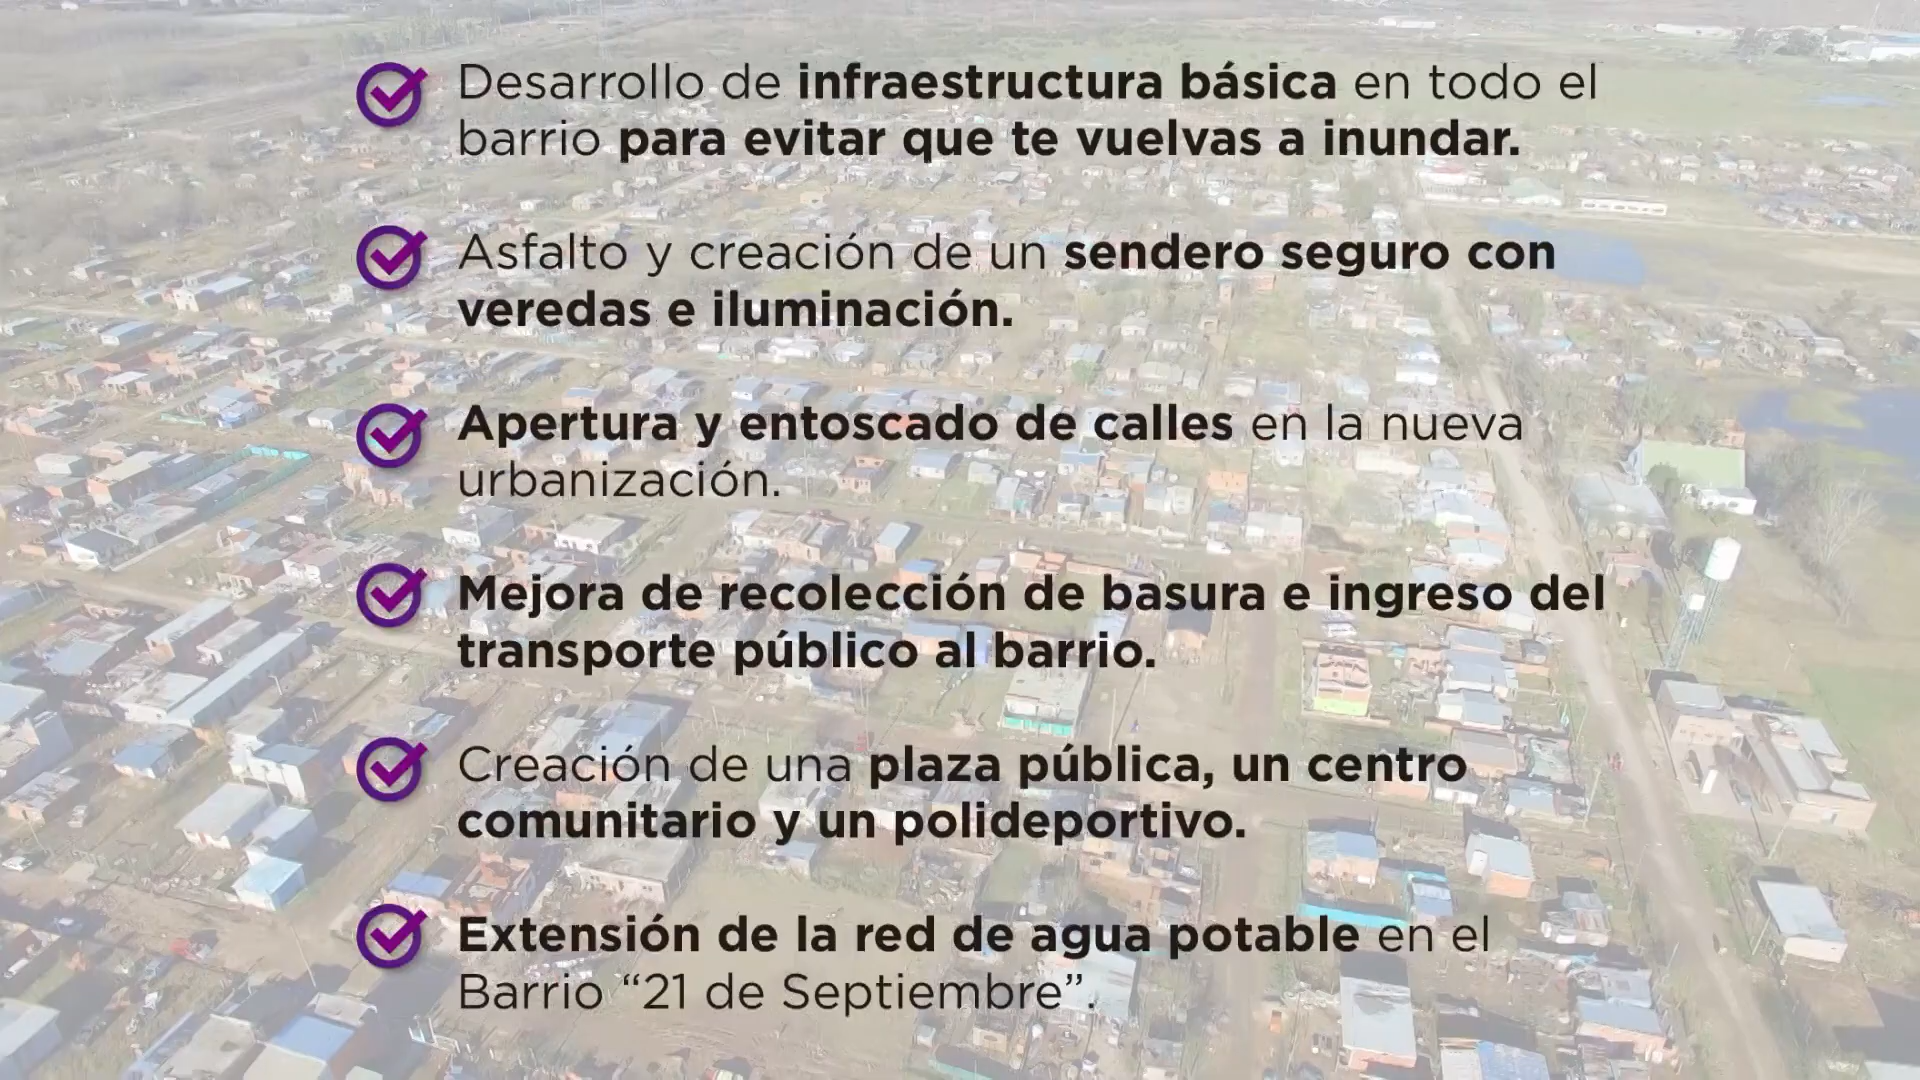 Desarrollo de infraestructura básica en todo el
barrio para evitar que te vuelvas a inundar.
Asfalto y creación de un sendero seguro con
veredas e iluminación.
Apertura y entoscado de calles en la nueva
urbanización.
Mejora de recolección de basura e ingreso del
transporte público al barrio.
Creación de una plaza pública, un centro
comunitario y un polideportivo.
Extensión de la red de agua potable en el
Barrio “21 de Septiembre”.